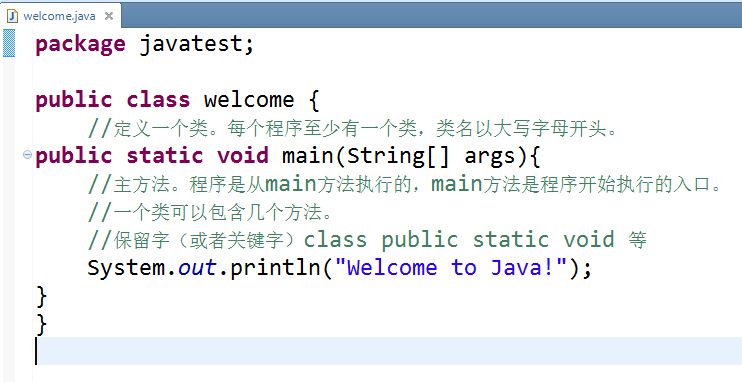 welcome.java
package javatest;
public class welcome {
//定义一个类。每个程序至少有一个类，类名以大写字母开头。
public static void main(String[] args){
//主方法。程序是从main方法执行的，main方法是程序开始执行的入口。
//一个类可以包含几个方法。
//保留字（或者关键字）class public static void 等
System.out.println("Welcome to Java!");
}
}